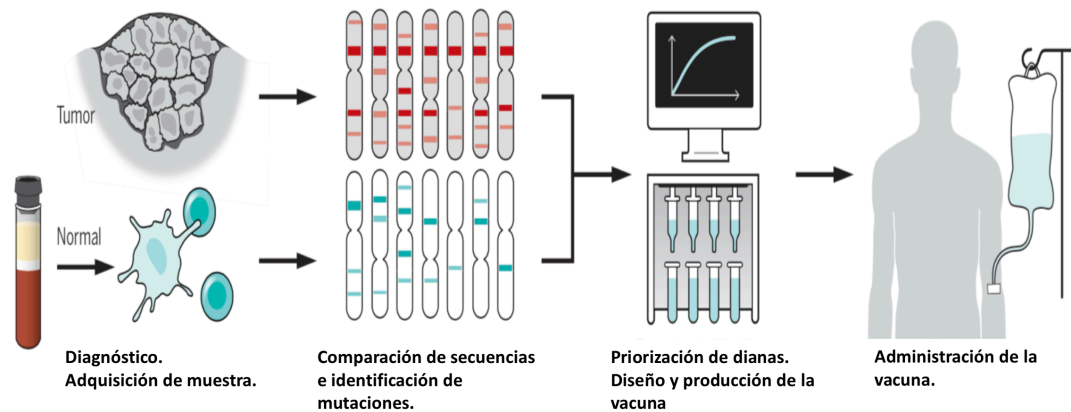 Tumor
Normal
Diagnóstico.
Adquisición de muestra.
Comparación de secuencias
e identificación de
mutaciones.
Priorización de dianas.
Diseño y producción de la
vacuna
Administración de la
vacuna.